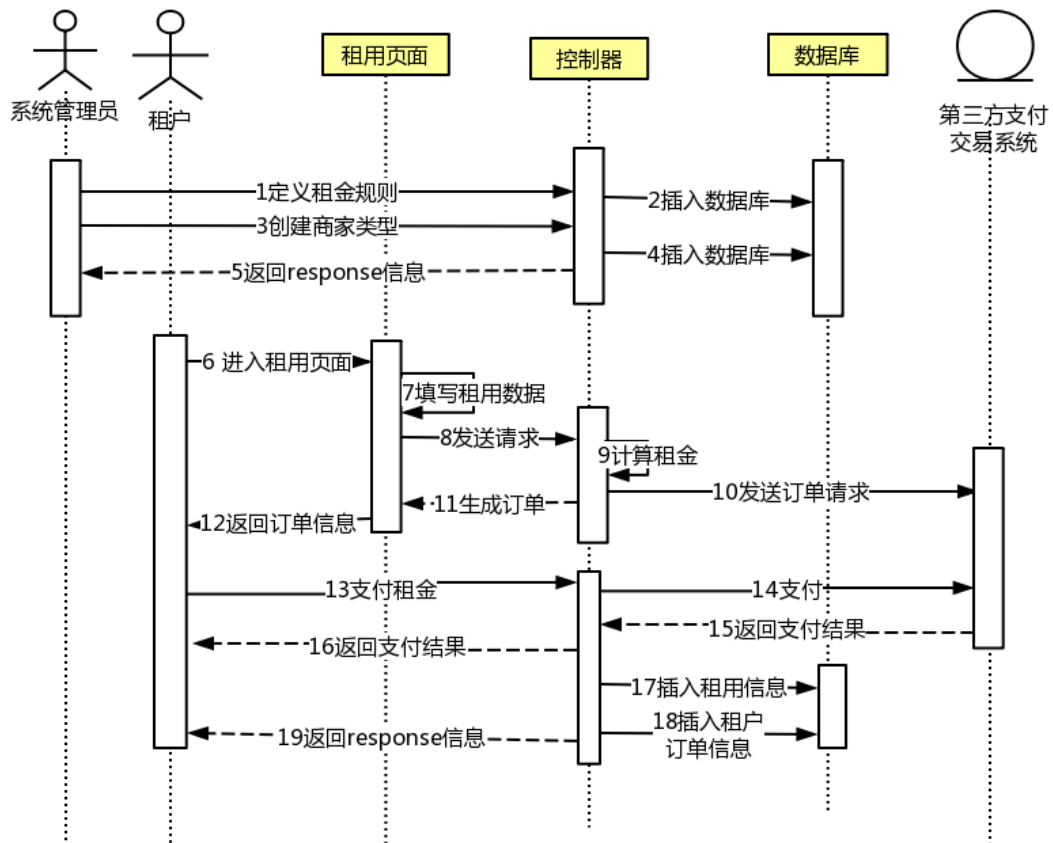 系统管理员
租户
租用页面
控制器
数据库
第三方支付
交易系统
1定义租金规则
2插入数据库
3创建商家类型
4插入数据库
5返回response信息
6 进入租用页面
7填写租用数据
8发送请求
9计算租金
10发送订单请求
11生成订单
12返回订单信息
13支付租金
14支付
15返回支付结果
16返回支付结果
17插入租用信息
18插入租户
订单信息
19返回response信息